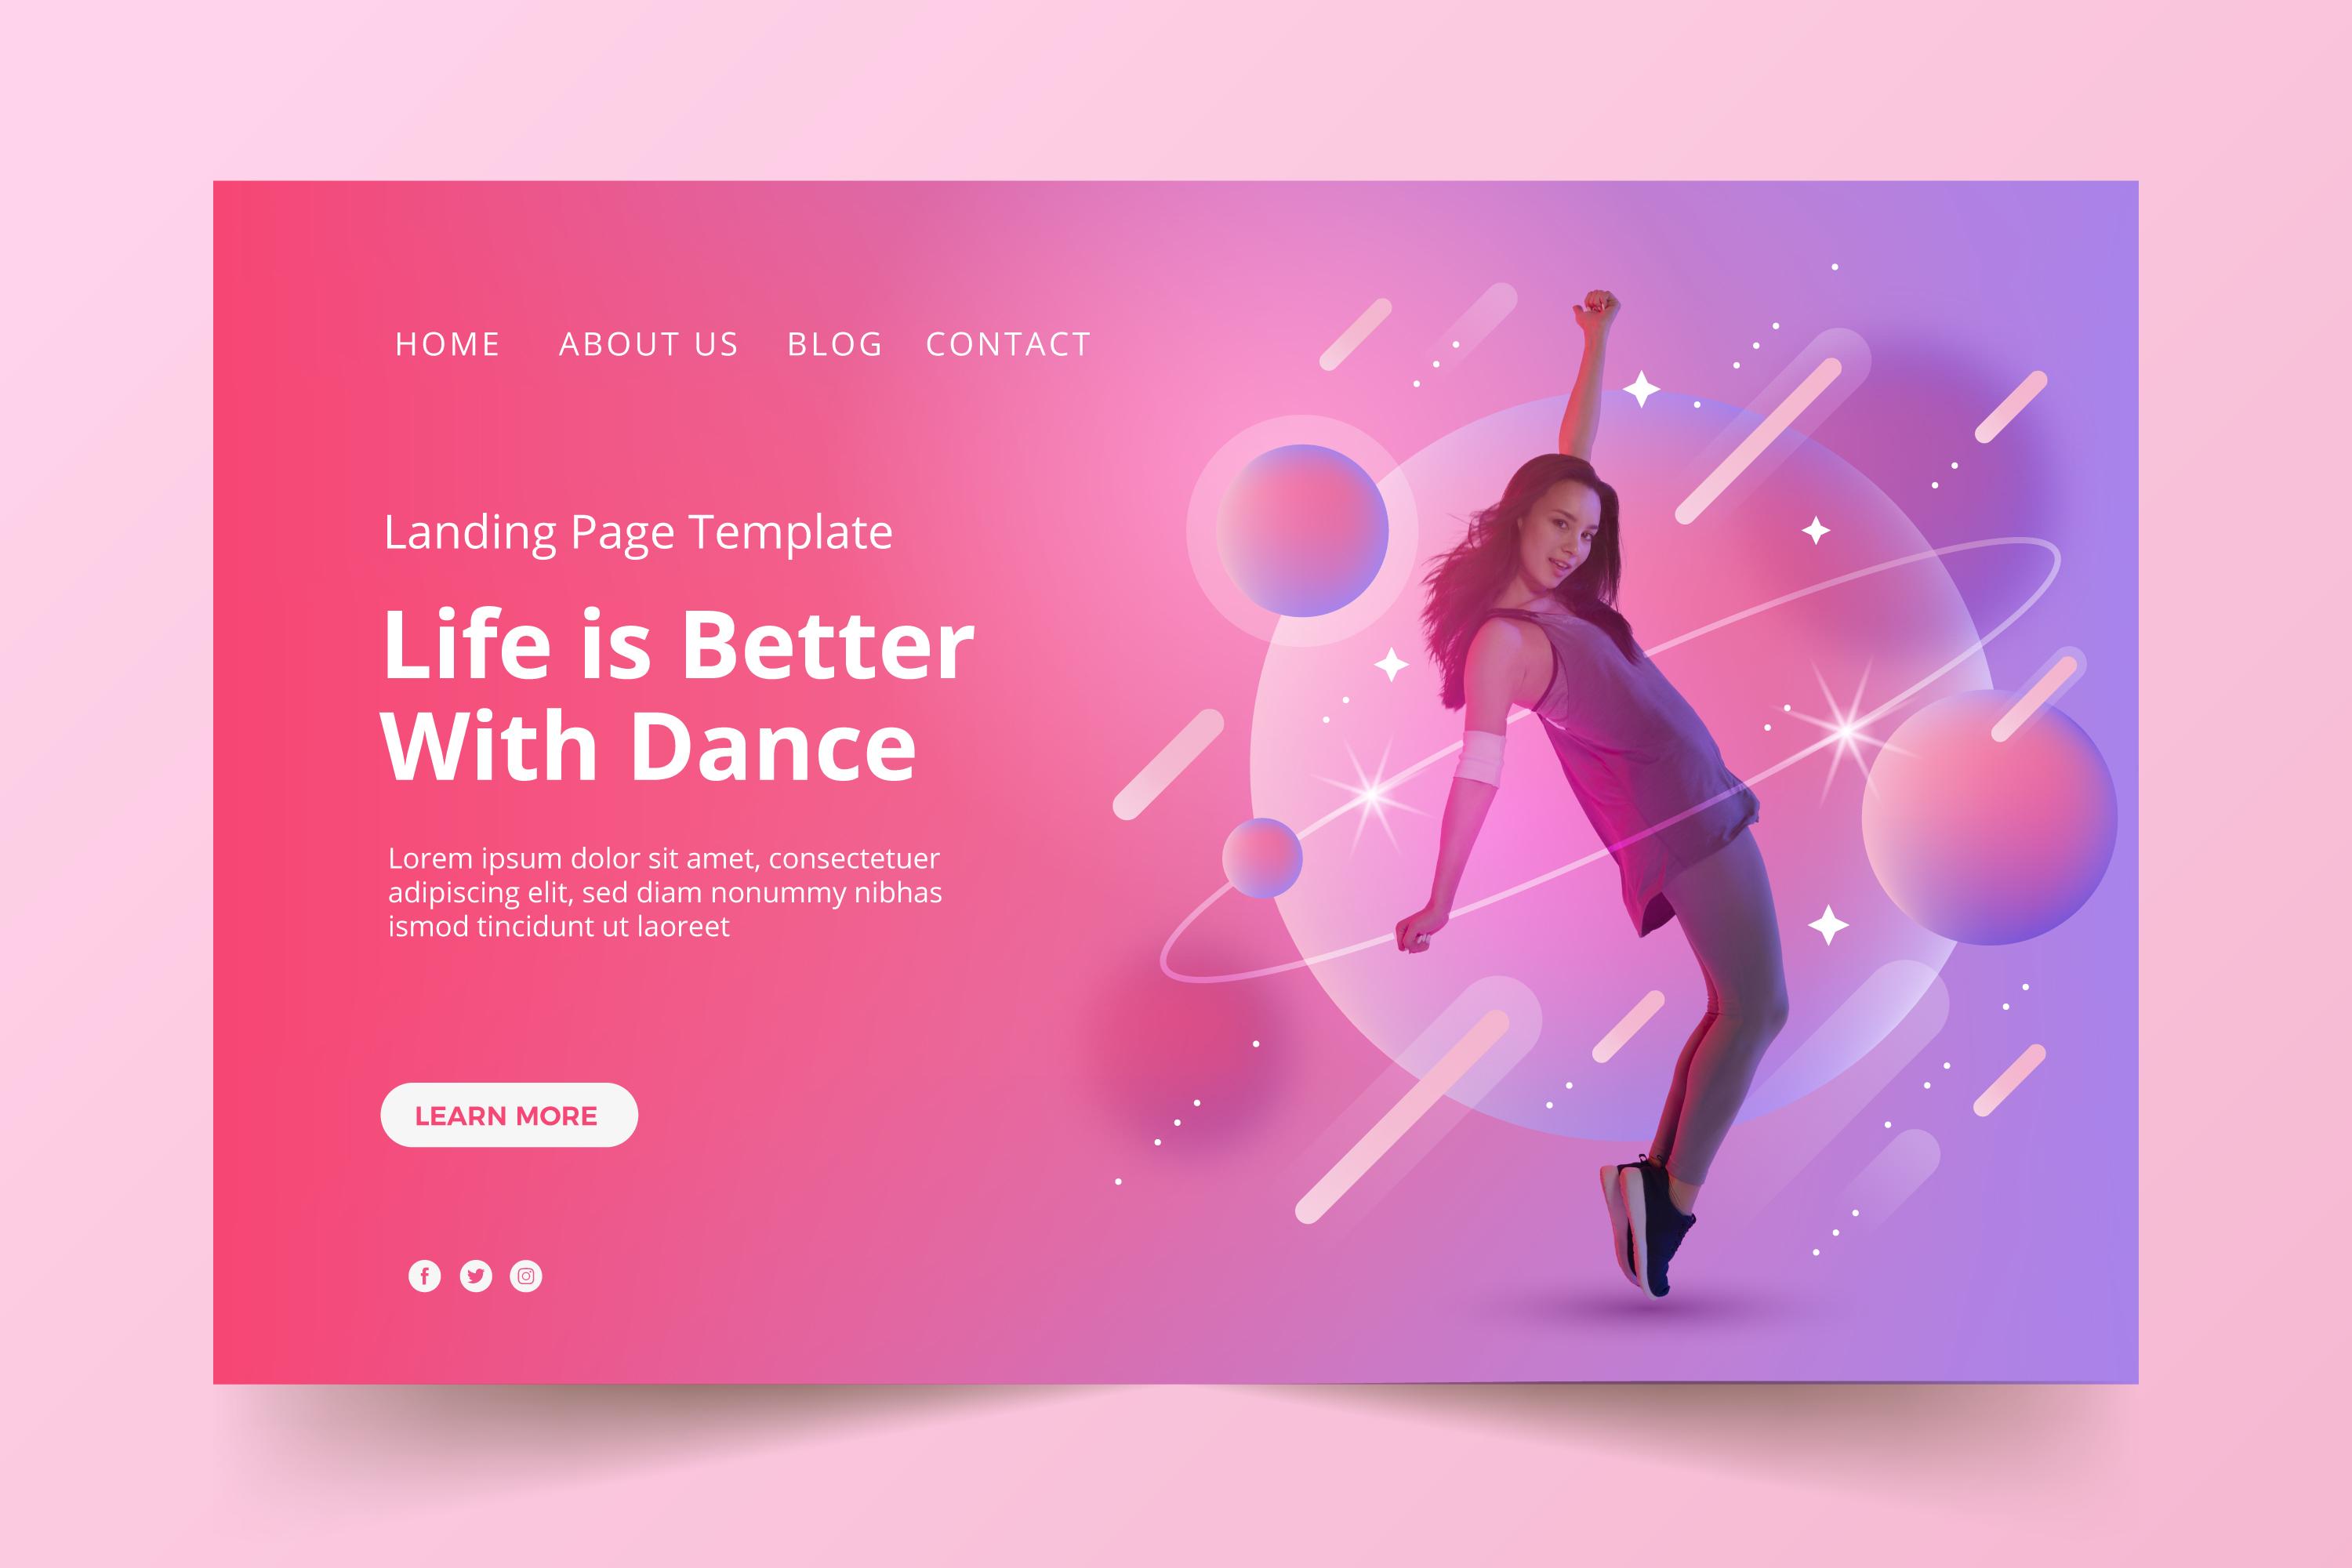 HOME ABOUT US BLOG CONTACT
Landing Page Template
Life is Better
With Dance
Lorem ipsum dolor sit amet, consectetuer
adipiscing elit, sed diam nonummy nibhas
ismod tincidunt ut laoreet
LEARN MORE